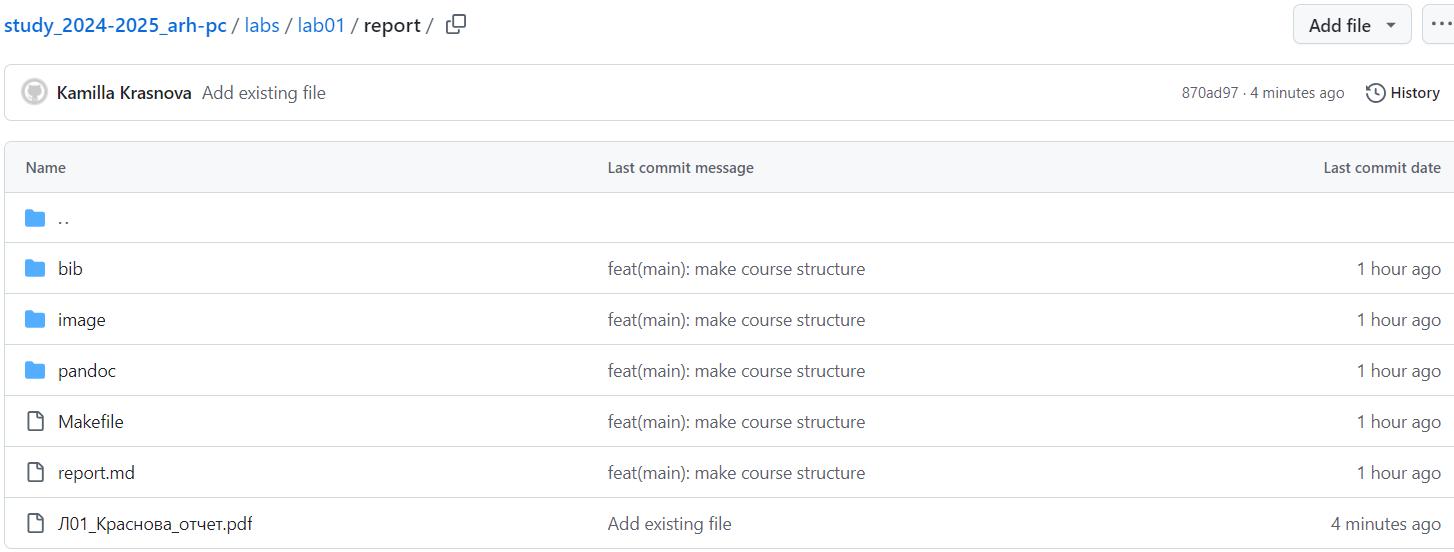 study_2024-2025_arh-pc / labs / lab01 / report / Add file ...
Kamilla Krasnova Add existing file 870ad97 · 4 minutes ago History
Name Last commit message Last commit date
..
bib feat(main): make course structure 1 hour ago
image feat(main): make course structure 1 hour ago
pandoc feat(main): make course structure 1 hour ago
Makefile feat(main): make course structure 1 hour ago
report.md feat(main): make course structure 1 hour ago
Л01_Краснова_отчет.pdf Add existing file 4 minutes ago